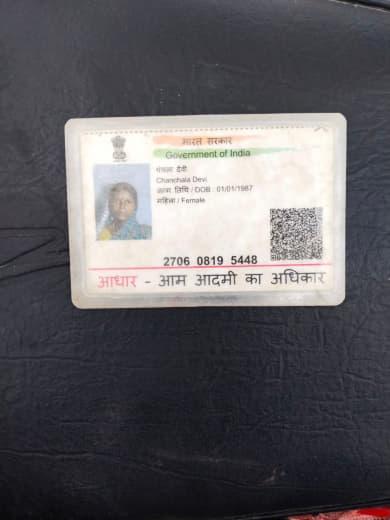 भारत सरकार
Government of India
चंचला देवी
Chanchala Devi
जन्म तिथि / DOB : 01/01/1987
महिला / Female
2706 0819 5448
आधार - आम आदमी का अधिकार